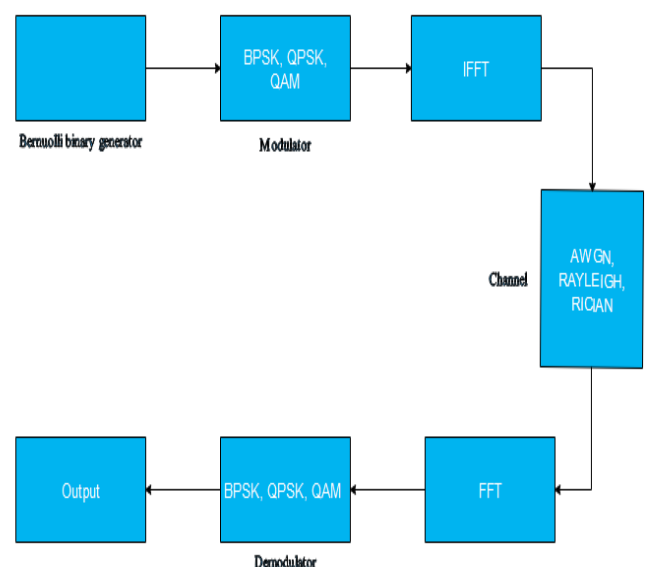 BPSK, QPSK,
QAM
IFFT
Bernuolli binary generator
Modulator
AWGN,
RAYLEIGH,
RICIAN
Channel
Output
BPSK, QPSK, QAM
FFT
Demodulator